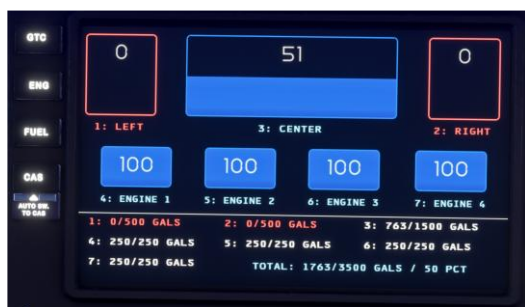 GTC
ENG
FUEL
CAS
AUTO SW.
TO CAS
0
51
0
1: LEFT
3: CENTER
2: RIGHT
100
100
100
100
4: ENGINE 1
5: ENGINE 2
6: ENGINE 3
7: ENGINE 4
1: 0/500 GALS
2: 0/500 GALS
3: 763/1500 GALS
4: 250/250 GALS
5: 250/250 GALS
6: 250/250 GALS
7: 250/250 GALS
TOTAL: 1763/3500 GALS / 50 PCT